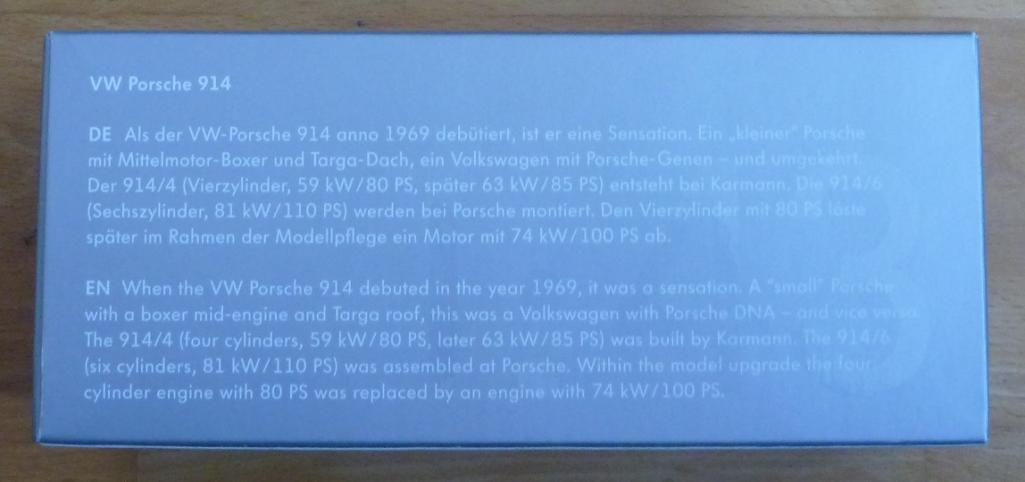 VW Porsche 914
DE Als der VW-Porsche 914 anno 1969 debütiert, ist er eine Sensation. Ein „kleiner“ Porsche
mit Mittelmotor-Boxer und Targa-Dach, ein Volkswagen mit Porsche-Genen – und umgekehrt.
Der 914/4 (Vierzylinder, 59 kW/80 PS, später 63 kW/85 PS) entsteht bei Karmann. Die 914/6
(Sechszylinder, 81 kW/110 PS) werden bei Porsche montiert. Den Vierzylinder mit 80 PS löste
später im Rahmen der Modellpflege ein Motor mit 74 kW/100 PS ab.
EN When the VW Porsche 914 debuted in the year 1969, it was a sensation. A “small” Porsche
with a boxer mid-engine and Targa roof, this was a Volkswagen with Porsche DNA – and vice versa.
The 914/4 (four cylinders, 59 kW/80 PS, later 63 kW/85 PS) was built by Karmann. The 914/6
(six cylinders, 81 kW/110 PS) was assembled at Porsche. Within the model upgrade the four
cylinder engine with 80 PS was replaced by an engine with 74 kW/100 PS.